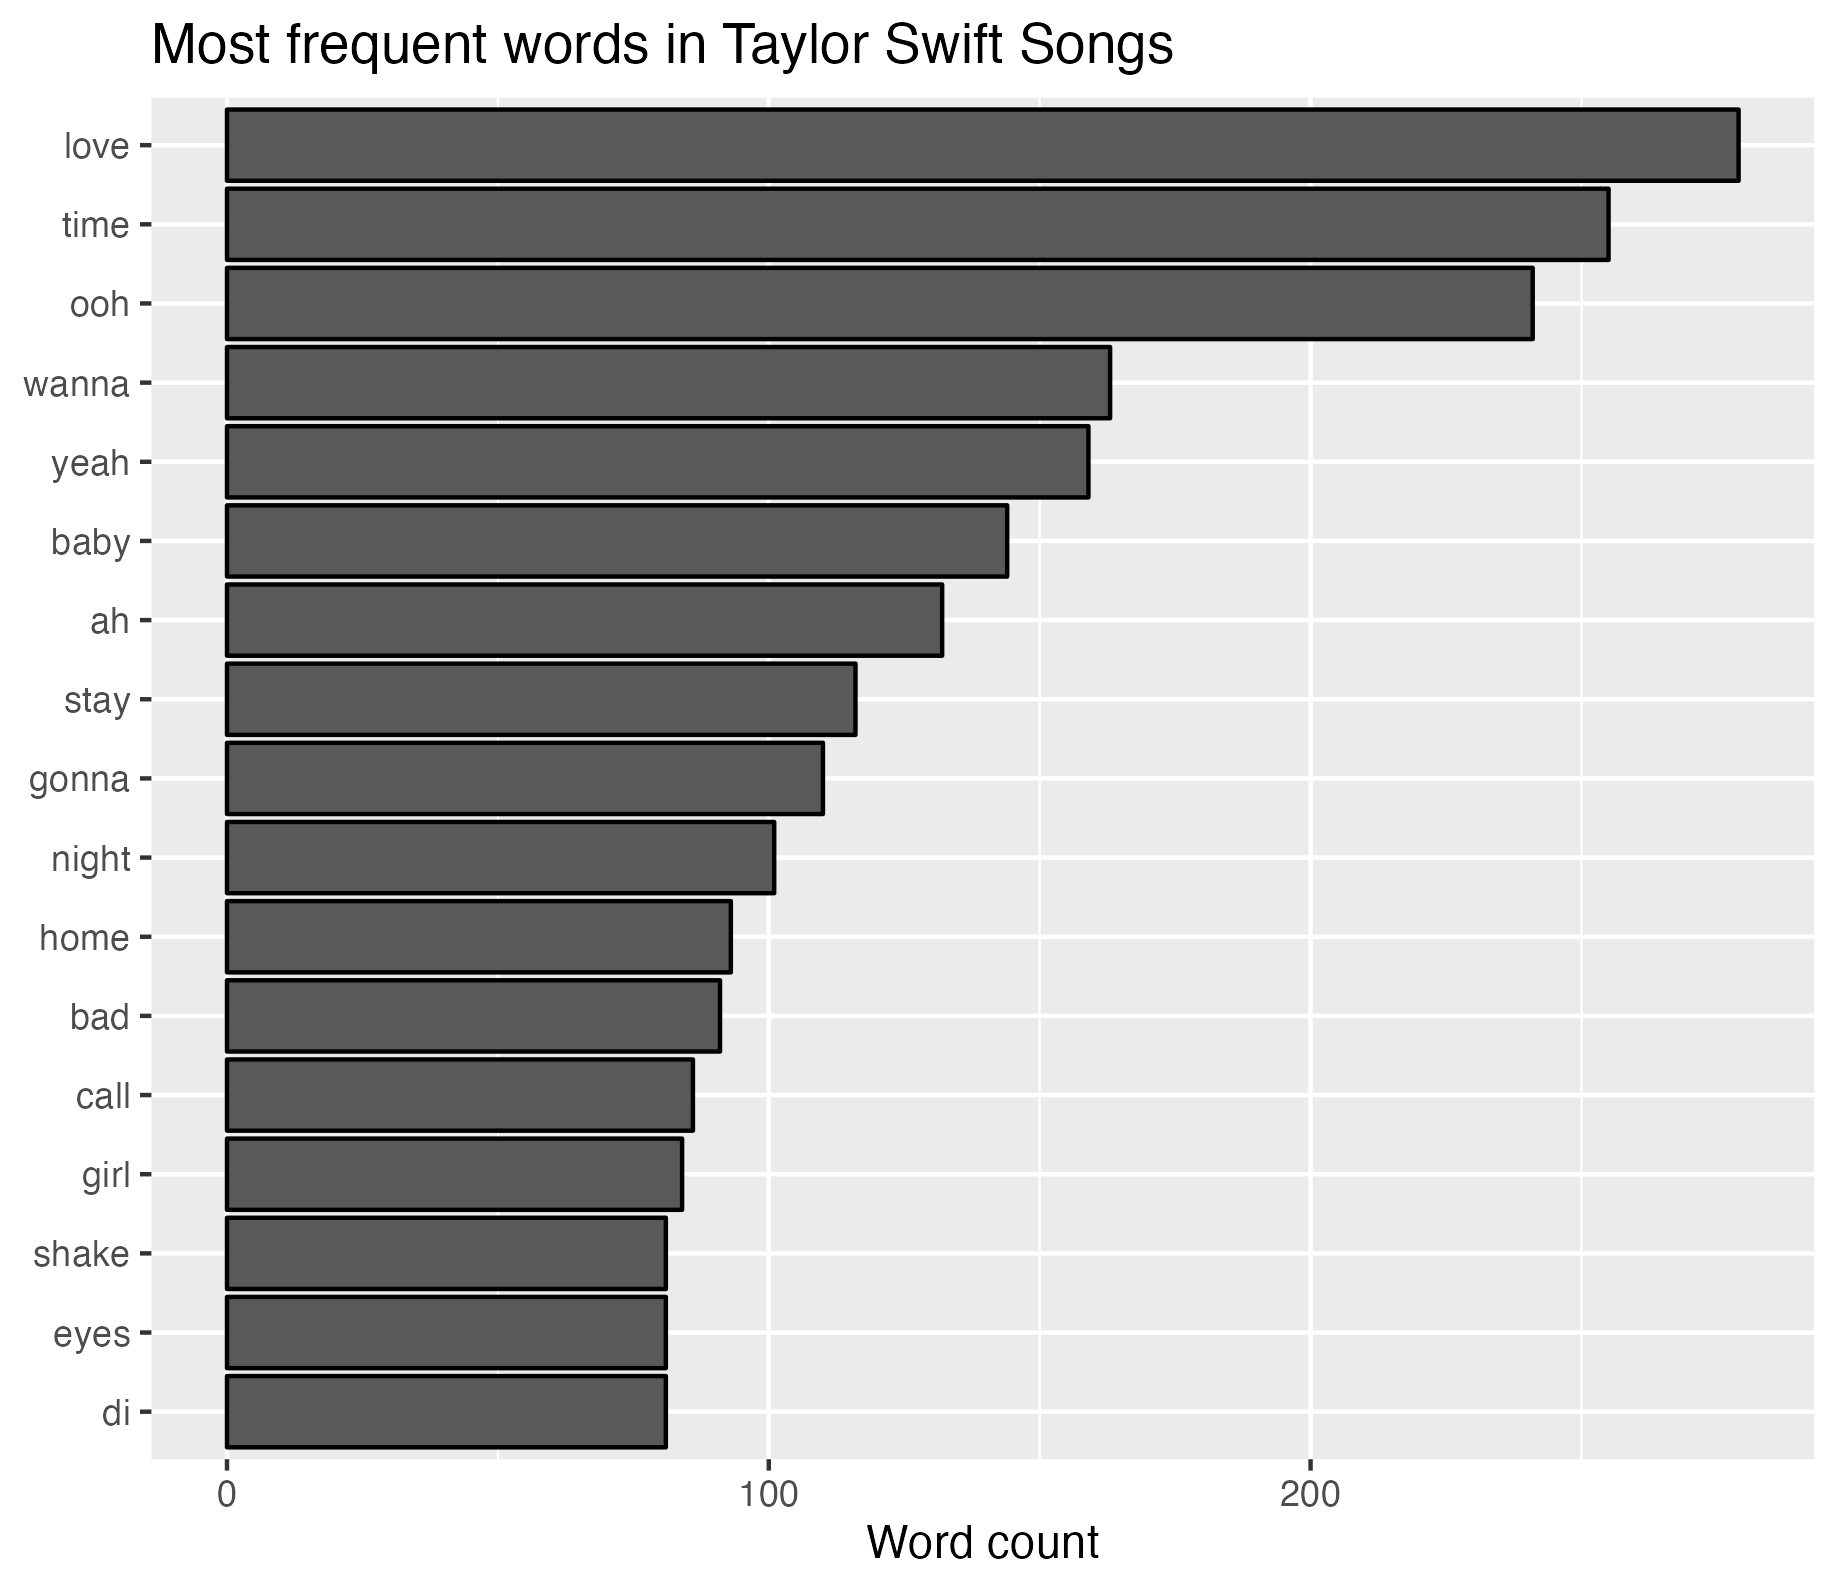 Most frequent words in Taylor Swift Songs
love
time
ooh
wanna
yeah
baby
ah
stay
gonna
night
home
bad
call
girl
shake
eyes
di
0 100 200
Word count